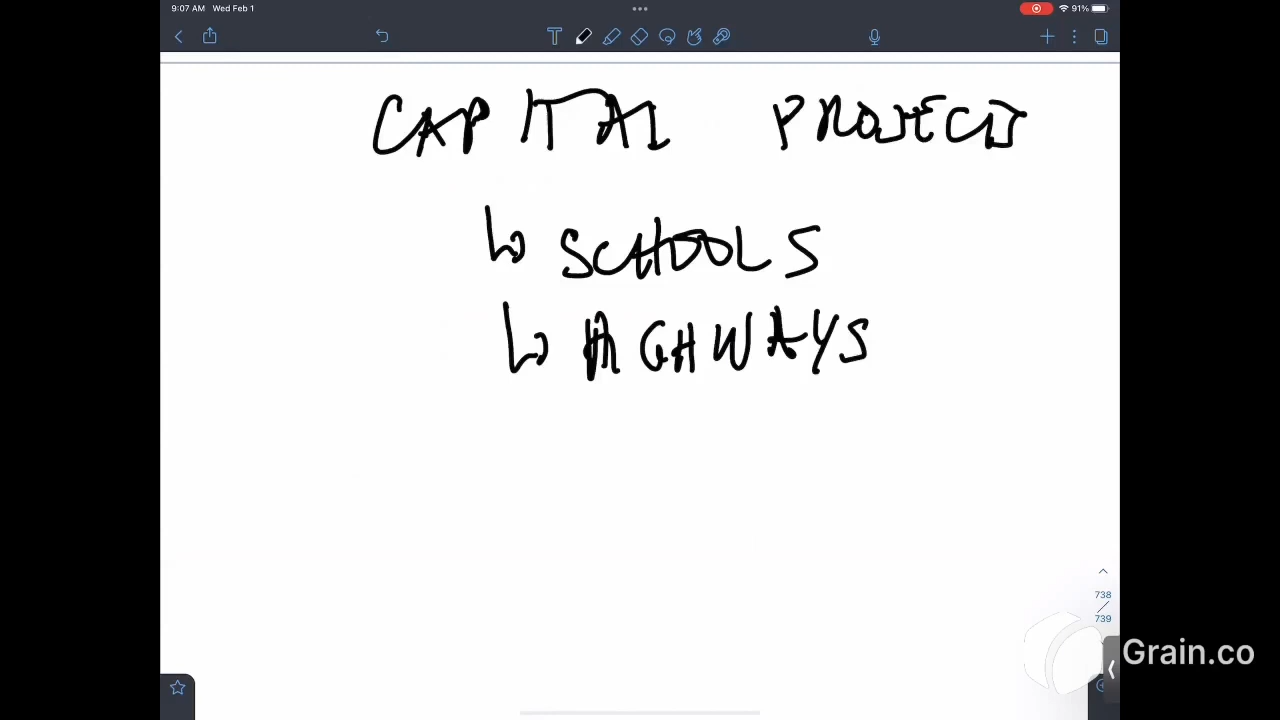 9:07 AM Wed Feb 1
91%
CAPITAL PROJECTS
SCHOOLS
HIGHWAYS
738
739
Grain.co